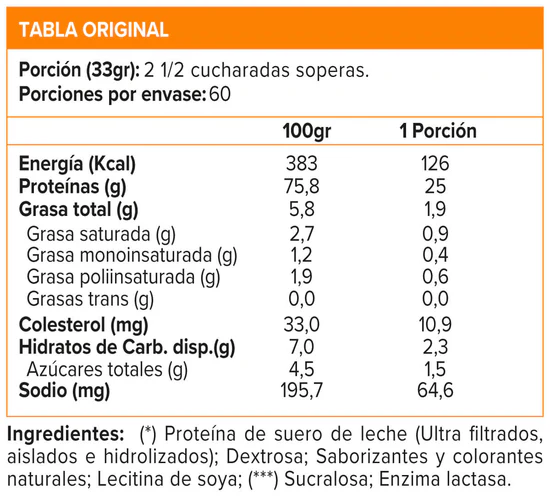 TABLA ORIGINAL
Porción (33gr): 2 1/2 cucharadas soperas.
Porciones por envase: 60
100gr 1 Porción
Energía (Kcal) 383 126
Proteínas (g) 75,8 25
Grasa total (g) 5,8 1,9
Grasa saturada (g) 2,7 0,9
Grasa monoinsaturada (g) 1,2 0,4
Grasa poliinsaturada (g) 1,9 0,6
Grasas trans (g) 0,0 0,0
Colesterol (mg) 33,0 10,9
Hidratos de Carb. disp.(g) 7,0 2,3
Azúcares totales (g) 4,5 1,5
Sodio (mg) 195,7 64,6
Ingredientes: (*) Proteína de suero de leche (Ultra filtrados,
aislados e hidrolizados); Dextrosa; Saborizantes y colorantes
naturales; Lecitina de soya; (***) Sucralosa; Enzima lactasa.